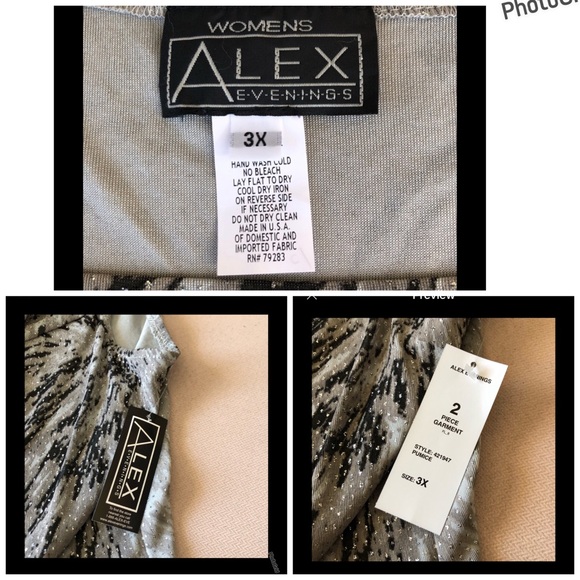 PhotoG
WOMENS
ALEX
E·V·E·N·I·N·G·S
3X
HAND WASH COLD
NO BLEACH
LAY FLAT TO DRY
COOL DRY IRON
ON REVERSE SIDE
IF NECESSARY
DO NOT DRY CLEAN
MADE IN U.S.A.
OF DOMESTIC AND
IMPORTED FABRIC
RN# 79283
ALEX
EVENINGS
Preview
ALEX EVENINGS
2
PIECE
GARMENT
STYLE: 421947
PUMICE
SIZE: 3X